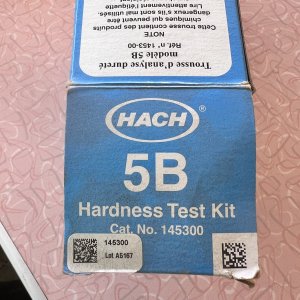 Trousse d'analyse dureté
modèle 5B
Réf. n° 1453-00
NOTE
Cette trousse contient des produits
chimiques qui peuvent être
dangereux s'ils sont mal utilisés.
Lire attentivement l'étiquette
HACH®
5B
Hardness Test Kit
Cat. No. 145300
145300
Lot A5167